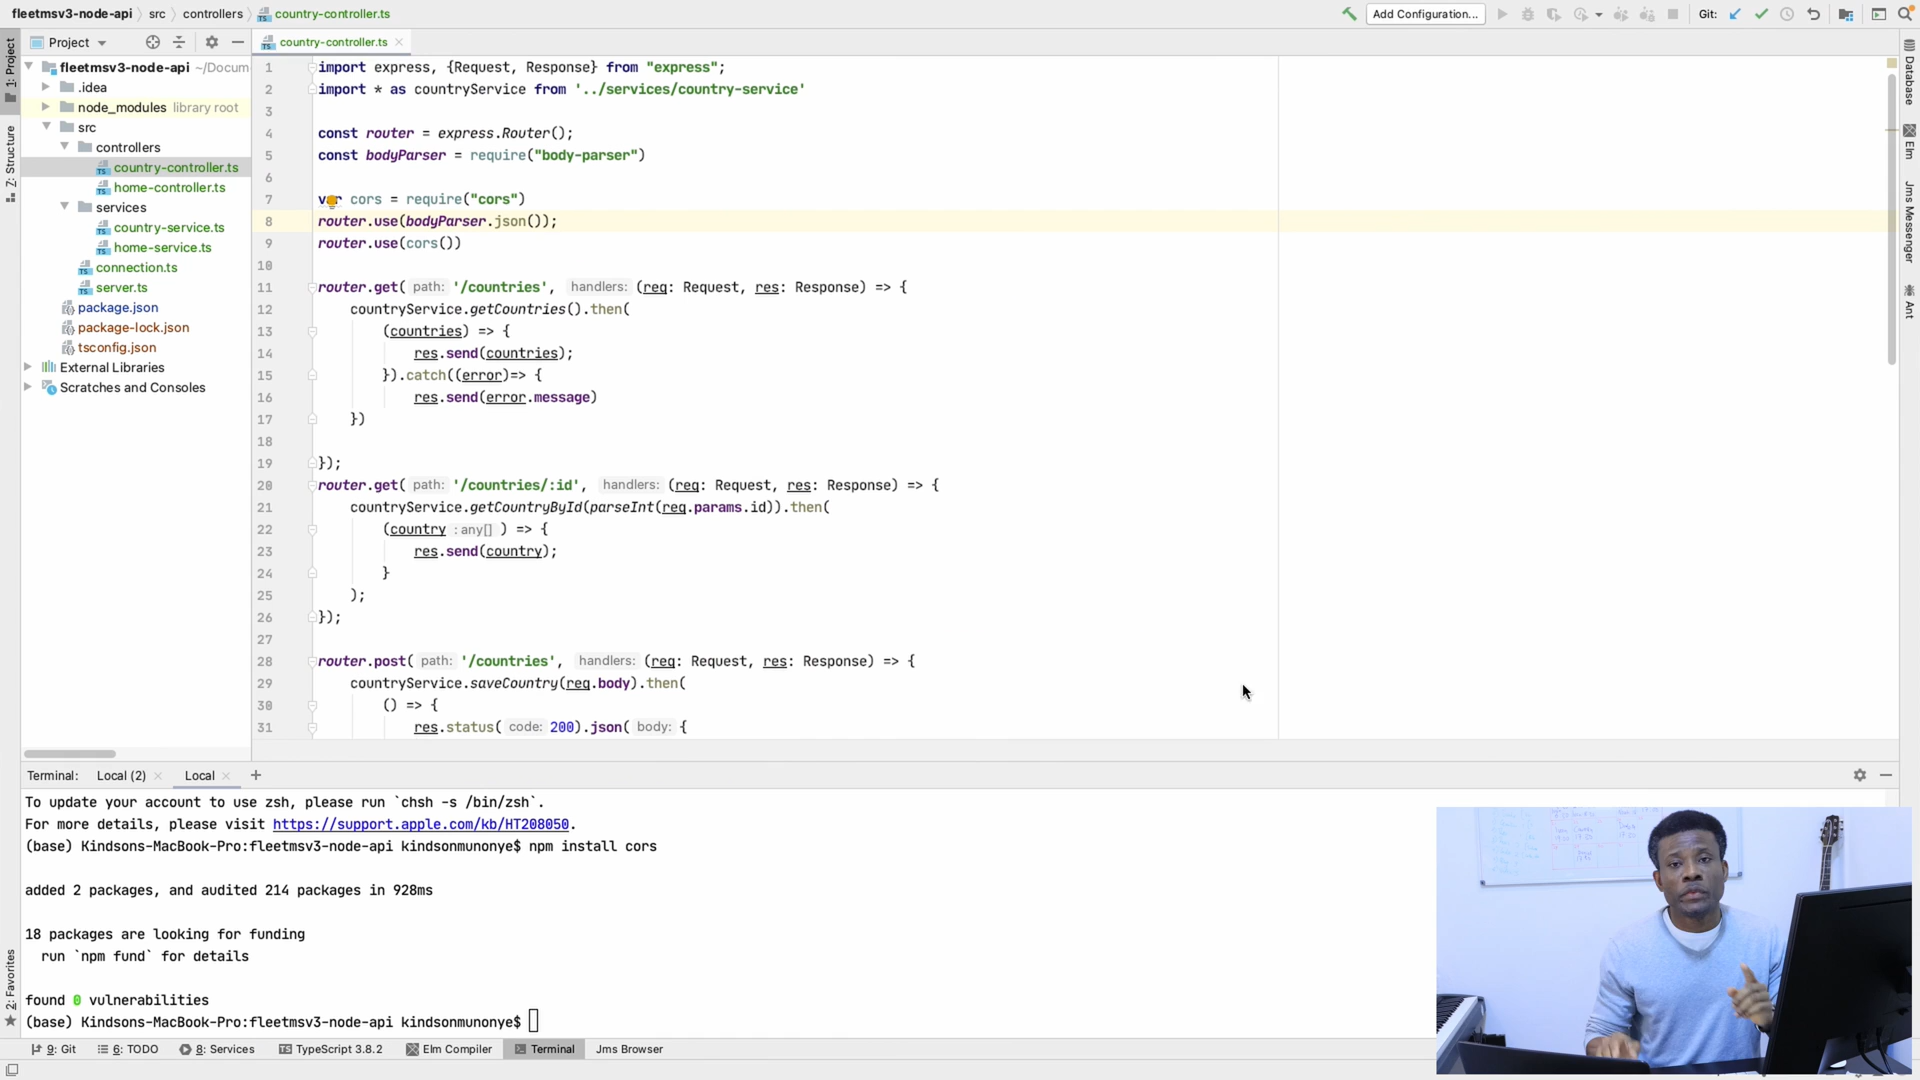 fleetmsv3-node-api
src
controllers
country-controller.ts
Add Configuration...
Git:
1: Project
Z: Structure
2: Favorites
Project
fleetmsv3-node-api ~/Docum
.idea
node_modules library root
src
controllers
country-controller.ts
home-controller.ts
services
country-service.ts
home-service.ts
connection.ts
server.ts
package.json
package-lock.json
tsconfig.json
External Libraries
Scratches and Consoles
country-controller.ts
1 import express, {Request, Response} from "express";
2 import * as countryService from '../services/country-service'
3
4 const router = express.Router();
5 const bodyParser = require("body-parser")
6
7 var cors = require("cors")
8 router.use(bodyParser.json());
9 router.use(cors())
10
11 router.get( path: '/countries', handlers: (req: Request, res: Response) => {
12 countryService.getCountries().then(
13 (countries) => {
14 res.send(countries);
15 }).catch((error)=> {
16 res.send(error.message)
17 })
18
19 });
20 router.get( path: '/countries/:id', handlers: (req: Request, res: Response) => {
21 countryService.getCountryById(parseInt(req.params.id)).then(
22 (country : any[] ) => {
23 res.send(country);
24 }
25 );
26 });
27
28 router.post( path: '/countries', handlers: (req: Request, res: Response) => {
29 countryService.saveCountry(req.body).then(
30 () => {
31 res.status( code: 200).json( body: {
Database
Elm
Jms Messenger
Ant
Terminal:
Local (2)
Local
To update your account to use zsh, please run `chsh -s /bin/zsh`.
For more details, please visit https://support.apple.com/kb/HT208050.
(base) Kindsons-MacBook-Pro:fleetmsv3-node-api kindsonmunonye$ npm install cors
added 2 packages, and audited 214 packages in 928ms
18 packages are looking for funding
run `npm fund` for details
found 0 vulnerabilities
(base) Kindsons-MacBook-Pro:fleetmsv3-node-api kindsonmunonye$
9: Git
6: TODO
8: Services
TypeScript 3.8.2
Elm Compiler
Terminal
Jms Browser